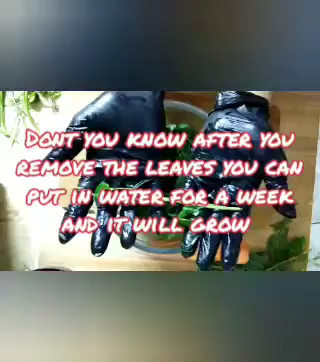 DONT YOU KNOW AFTER YOU
REMOVE THE LEAVES YOU CAN
PUT IN WATER FOR A WEEK
AND IT WILL GROW